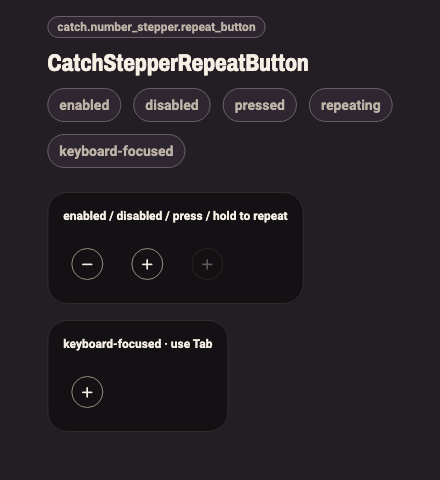 catch.number_stepper.repeat_button
CatchStepperRepeatButton
enabled disabled pressed repeating
keyboard-focused
enabled / disabled / press / hold to repeat
− + +
keyboard-focused · use Tab
+